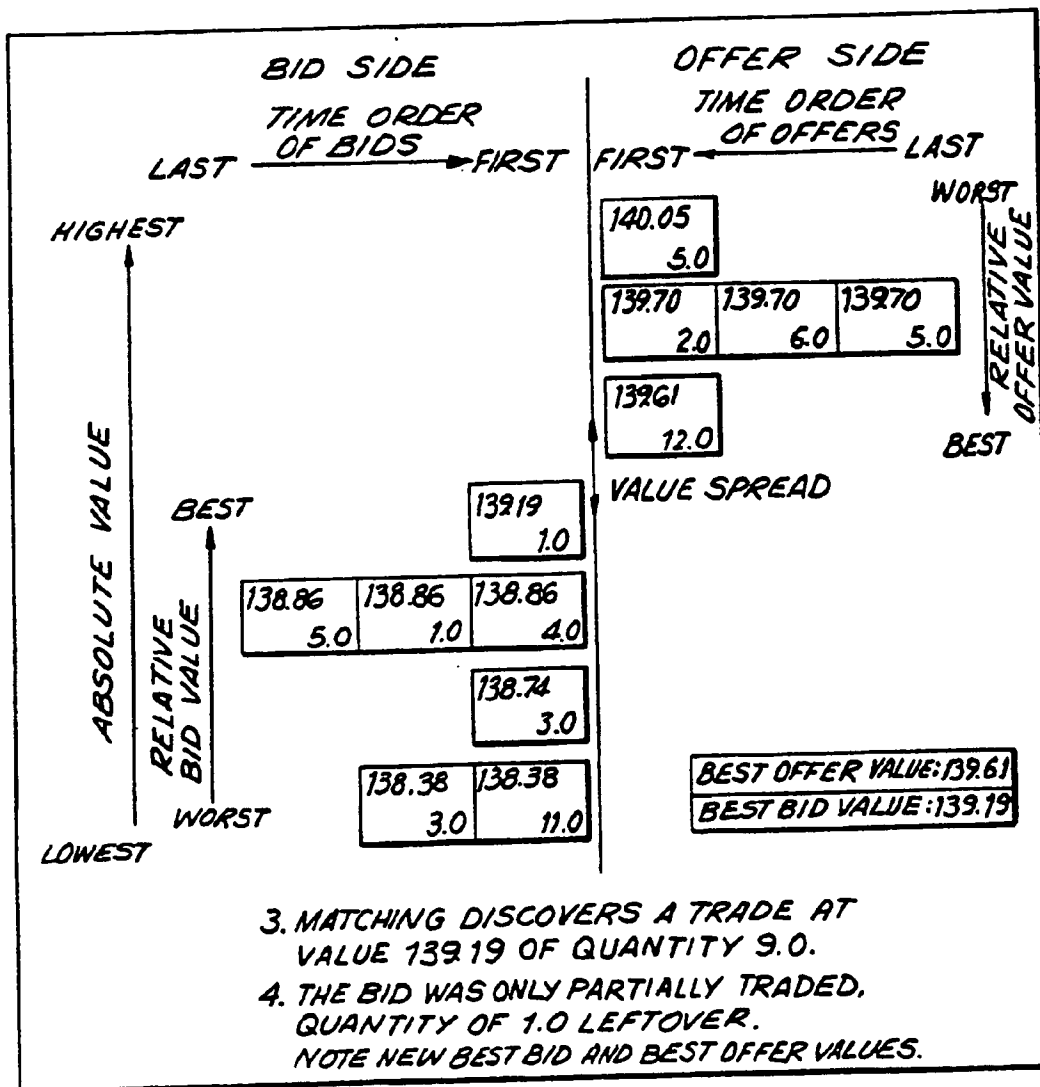 BID SIDE
OFFER SIDE
TIME ORDER
OF BIDS
TIME ORDER
OF OFFERS
LAST
FIRST
FIRST
LAST
HIGHEST
ABSOLUTE VALUE
LOWEST
BEST
RELATIVE
BID VALUE
WORST
WORST
RELATIVE
OFFER VALUE
BEST
140.05
5.0
139.70 139.70 139.70
2.0 6.0 5.0
139.61
12.0
VALUE SPREAD
139.19
1.0
138.86 138.86 138.86
5.0 1.0 4.0
138.74
3.0
138.38 138.38
3.0 11.0
BEST OFFER VALUE: 139.61
BEST BID VALUE: 139.19
3. MATCHING DISCOVERS A TRADE AT
VALUE 139.19 OF QUANTITY 9.0.
4. THE BID WAS ONLY PARTIALLY TRADED,
QUANTITY OF 1.0 LEFTOVER.
NOTE NEW BEST BID AND BEST OFFER VALUES.